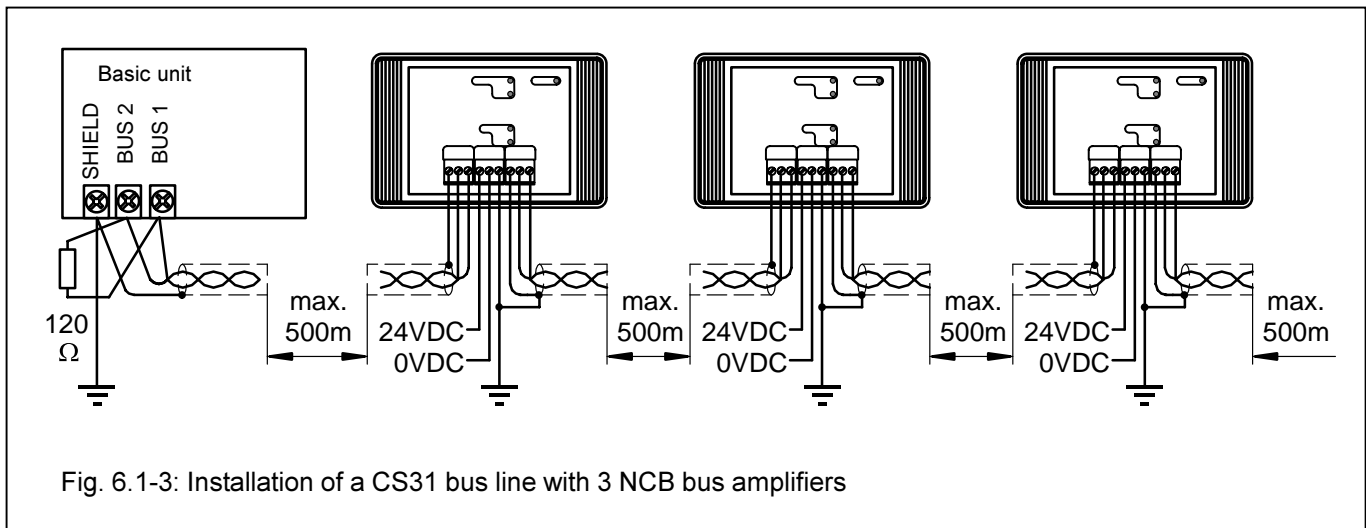 Basic unit
SHIELD
BUS 2
BUS 1
120
Ω
max.
500m
24VDC
0VDC
max.
500m
24VDC
0VDC
max.
500m
24VDC
0VDC
max.
500m
Fig. 6.1-3: Installation of a CS31 bus line with 3 NCB bus amplifiers